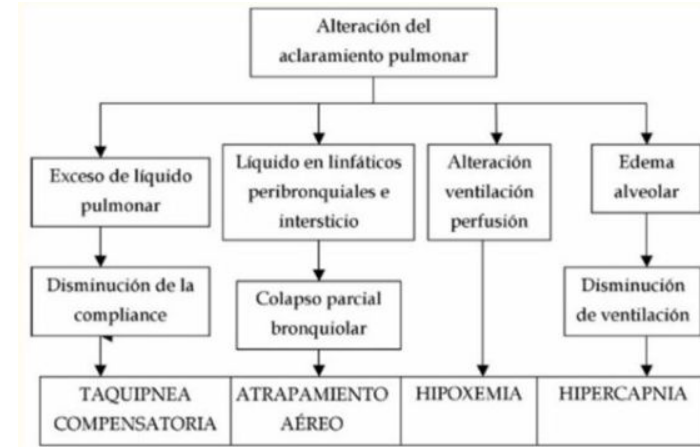 Alteración del
aclaramiento pulmonar
Exceso de líquido
pulmonar
Líquido en linfáticos
peribronquiales e
intersticio
Alteración
ventilación
perfusión
Edema
alveolar
Disminución de la
compliance
Colapso parcial
bronquiolar
Disminución
de ventilación
TAQUIPNEA
COMPENSATORIA
ATRAPAMIENTO
AÉREO
HIPOXEMIA
HIPERCAPNIA